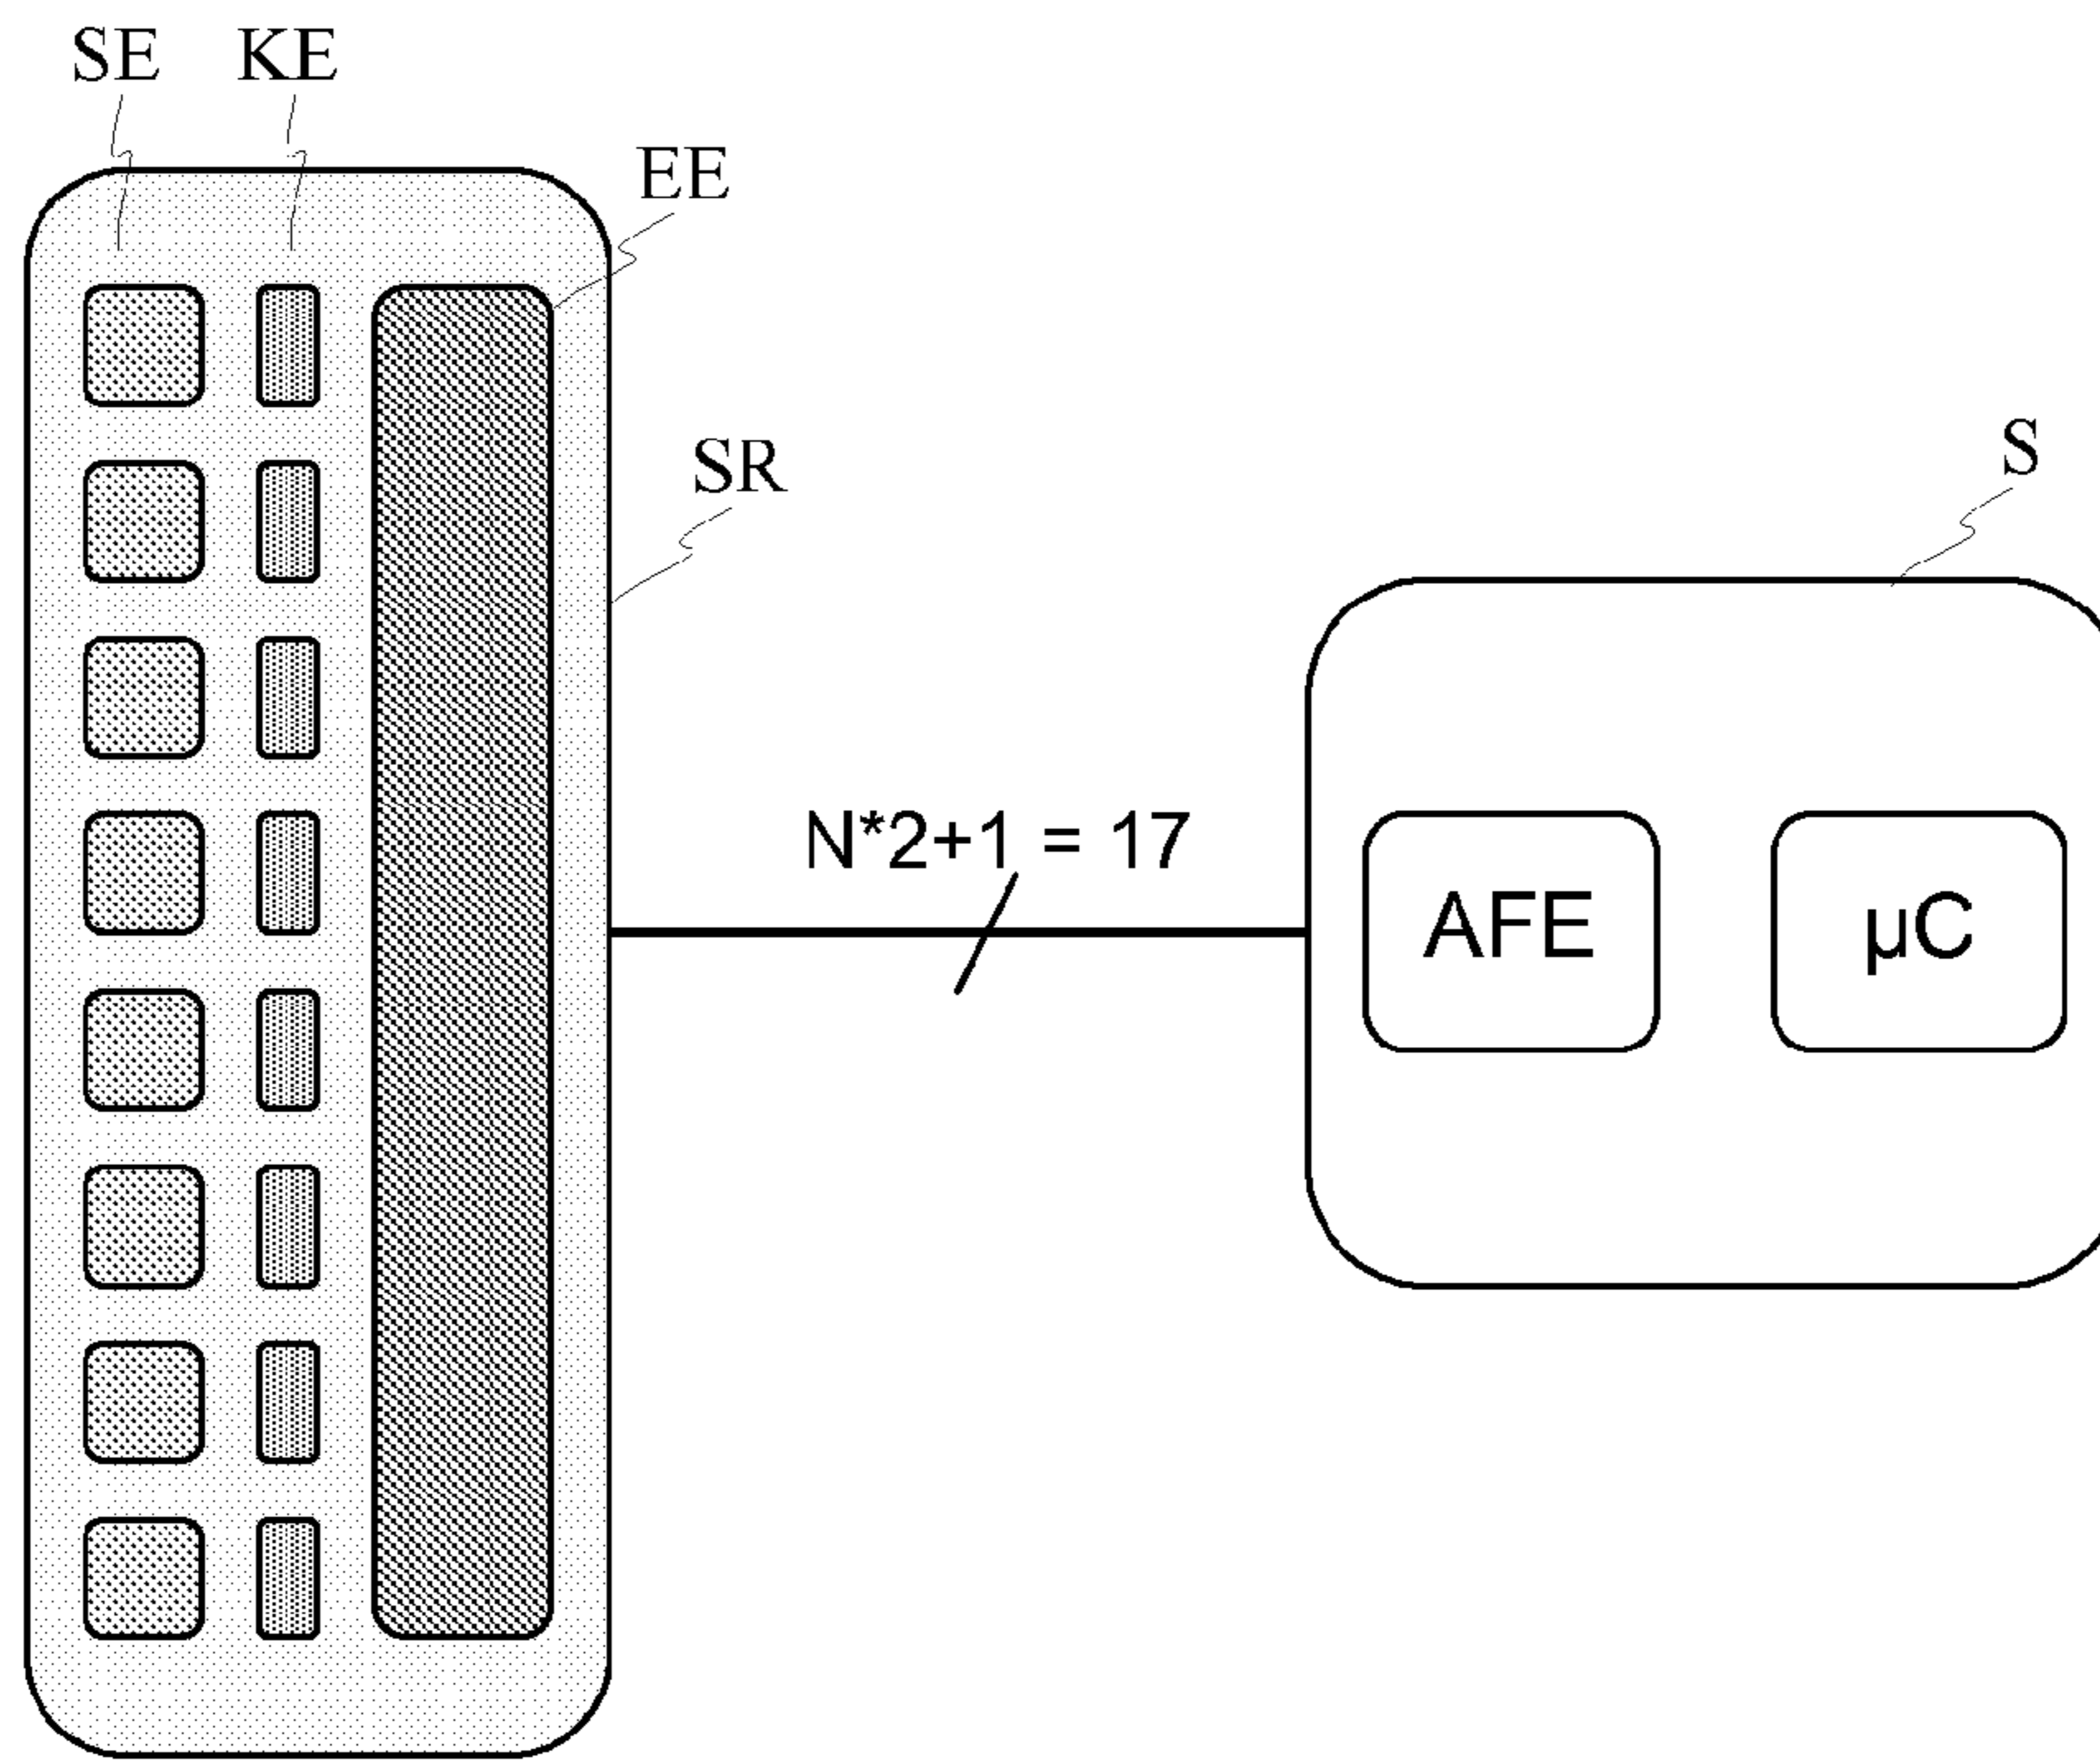 SE KE
EE
SR
S
N*2+1 = 17
AFE
µC